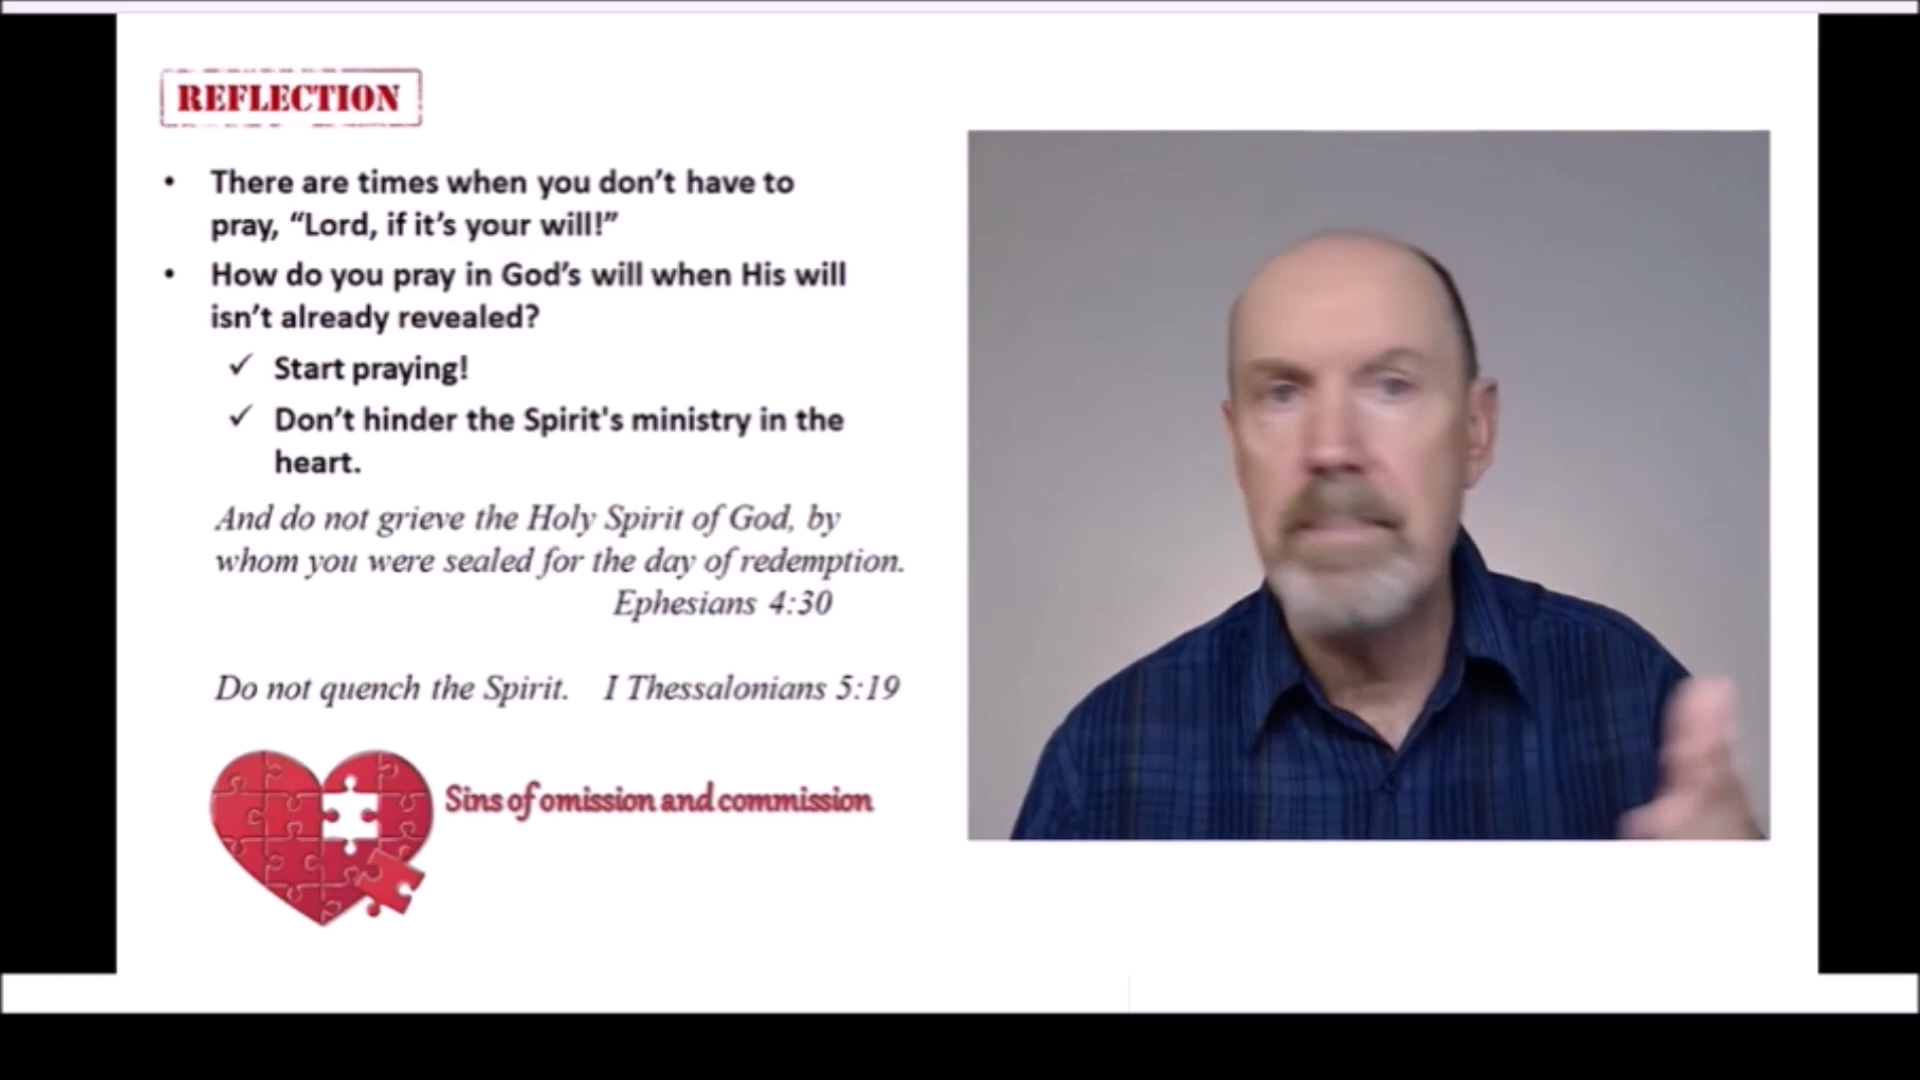 REFLECTION
• There are times when you don’t have to
pray, “Lord, if it’s your will!”
• How do you pray in God’s will when His will
isn’t already revealed?
✓ Start praying!
✓ Don’t hinder the Spirit's ministry in the
heart.
And do not grieve the Holy Spirit of God, by
whom you were sealed for the day of redemption.
Ephesians 4:30
Do not quench the Spirit. I Thessalonians 5:19
Sins of omission and commission